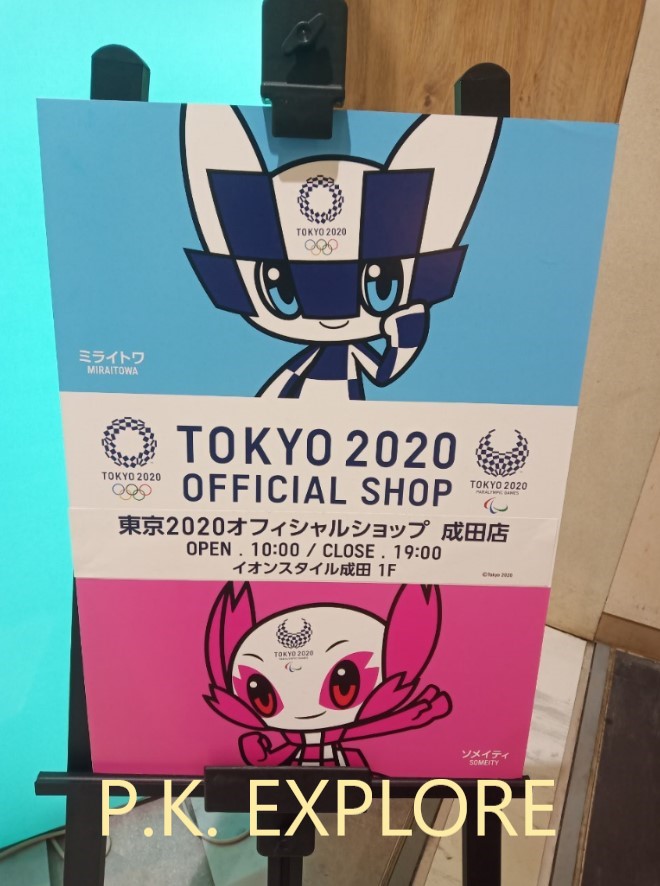 TOKYO 2020
ミライトワ
MIRAITOWA
TOKYO 2020
TOKYO 2020
OFFICIAL SHOP
TOKYO 2020
PARALYMPIC GAMES
東京2020オフィシャルショップ 成田店
OPEN . 10:00 / CLOSE . 19:00
イオンスタイル成田 1F
©Tokyo 2020
TOKYO 2020
ソメイティ
SOMEITY
P.K. EXPLORE